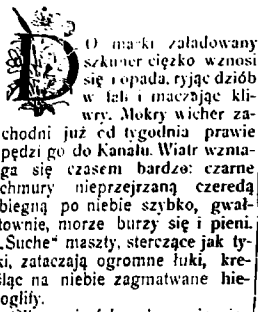 DO marki załadowany
szkuner ciężko wznosi
się i opada, ryjąc dziób
w fali i maczając kli-
wry. Mokry wicher za-
chodni już od tygodnia prawie
pędzi go do Kanału. Wiatr wzma-
ga się czasem bardzo: czarne
chmury nieprzejrzaną czeredą
biegną po niebie szybko, gwał-
townie, morze burzy się i pieni.
„Suche" maszty, sterczące jak ty-
ki, zataczają ogromne łuki, kre-
śląc na niebie zagmatwane hie-
roglify.